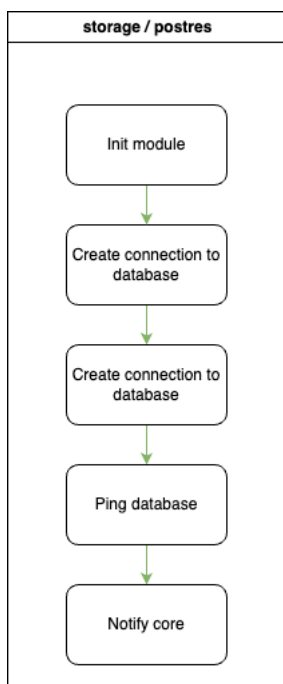 storage / postres
Init module
Create connection to
database
Create connection to
database
Ping database
Notify core